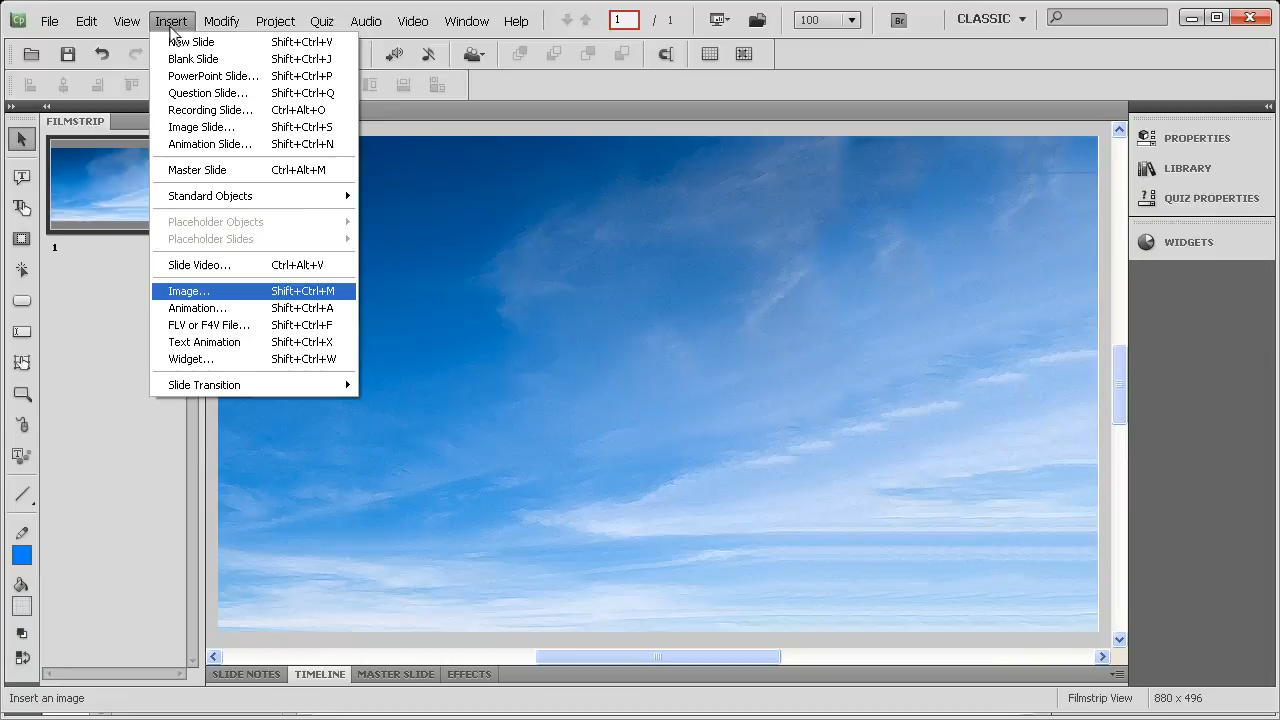 Cp File Edit View Insert Modify Project Quiz Audio Video Window Help 1 / 1 100 Br CLASSIC
New Slide Shift+Ctrl+V
Blank Slide Shift+Ctrl+J
PowerPoint Slide... Shift+Ctrl+P
Question Slide... Shift+Ctrl+Q
Recording Slide... Ctrl+Alt+O
Image Slide... Shift+Ctrl+S
Animation Slide... Shift+Ctrl+N
Master Slide Ctrl+Alt+M
Standard Objects
Placeholder Objects
Placeholder Slides
Slide Video... Ctrl+Alt+V
Image... Shift+Ctrl+M
Animation... Shift+Ctrl+A
FLV or F4V File... Shift+Ctrl+F
Text Animation Shift+Ctrl+X
Widget... Shift+Ctrl+W
Slide Transition
FILMSTRIP
1
PROPERTIES
LIBRARY
QUIZ PROPERTIES
WIDGETS
SLIDE NOTES TIMELINE MASTER SLIDE EFFECTS
Insert an image Filmstrip View 880 x 496